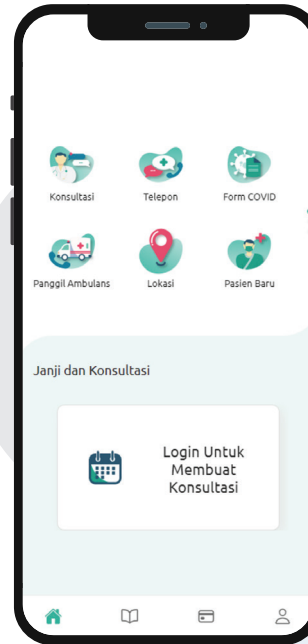 Konsultasi
Telepon
Form COVID
Panggil Ambulans
Lokasi
Pasien Baru
Janji dan Konsultasi
Login Untuk
Membuat
Konsultasi